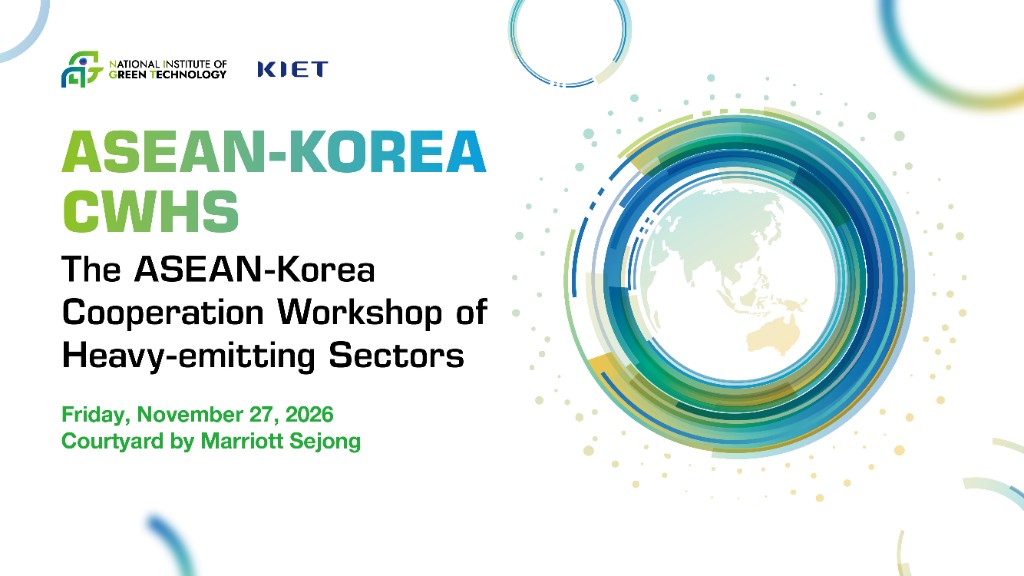 NATIONAL INSTITUTE OF
GREEN TECHNOLOGY
KIET
ASEAN-KOREA
CWHS
The ASEAN-Korea
Cooperation Workshop of
Heavy-emitting Sectors
Friday, November 27, 2026
Courtyard by Marriott Sejong